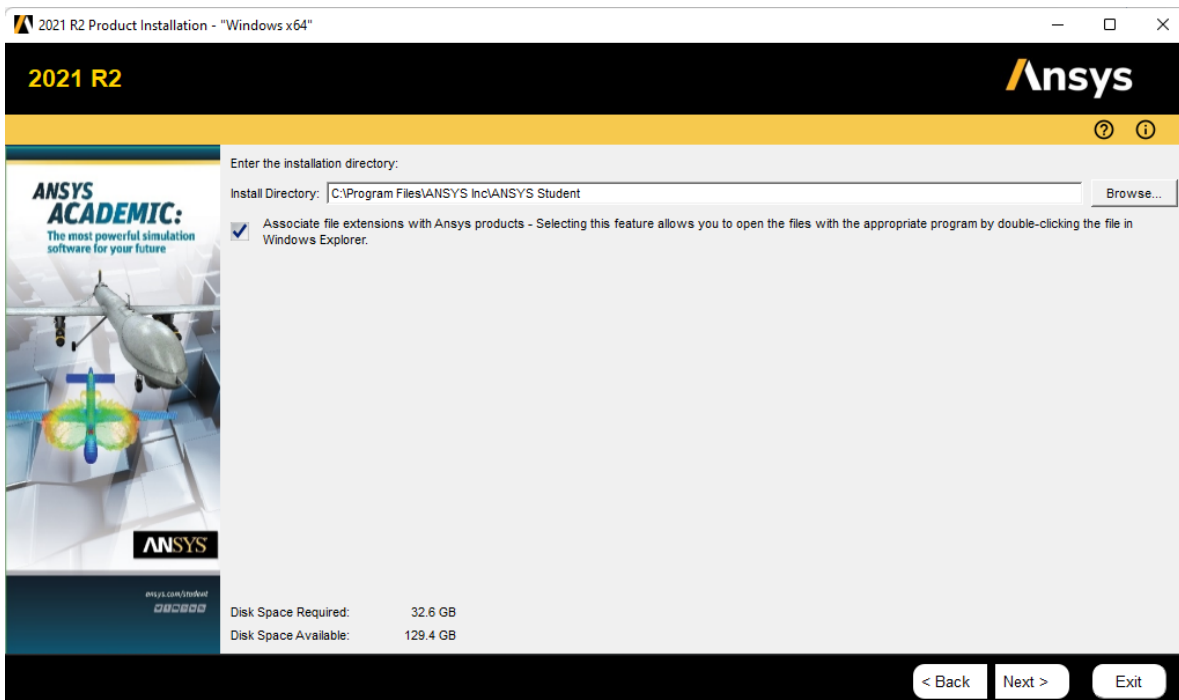 2021 R2 Product Installation - "Windows x64"
2021 R2
Ansys
Enter the installation directory:
Install Directory: C:\Program Files\ANSYS Inc\ANSYS Student
Browse...
Associate file extensions with Ansys products - Selecting this feature allows you to open the files with the appropriate program by double-clicking the file in
Windows Explorer.
ANSYS
ACADEMIC:
The most powerful simulation
software for your future
ANSYS
ansys.com/student
Disk Space Required: 32.6 GB
Disk Space Available: 129.4 GB
< Back
Next >
Exit